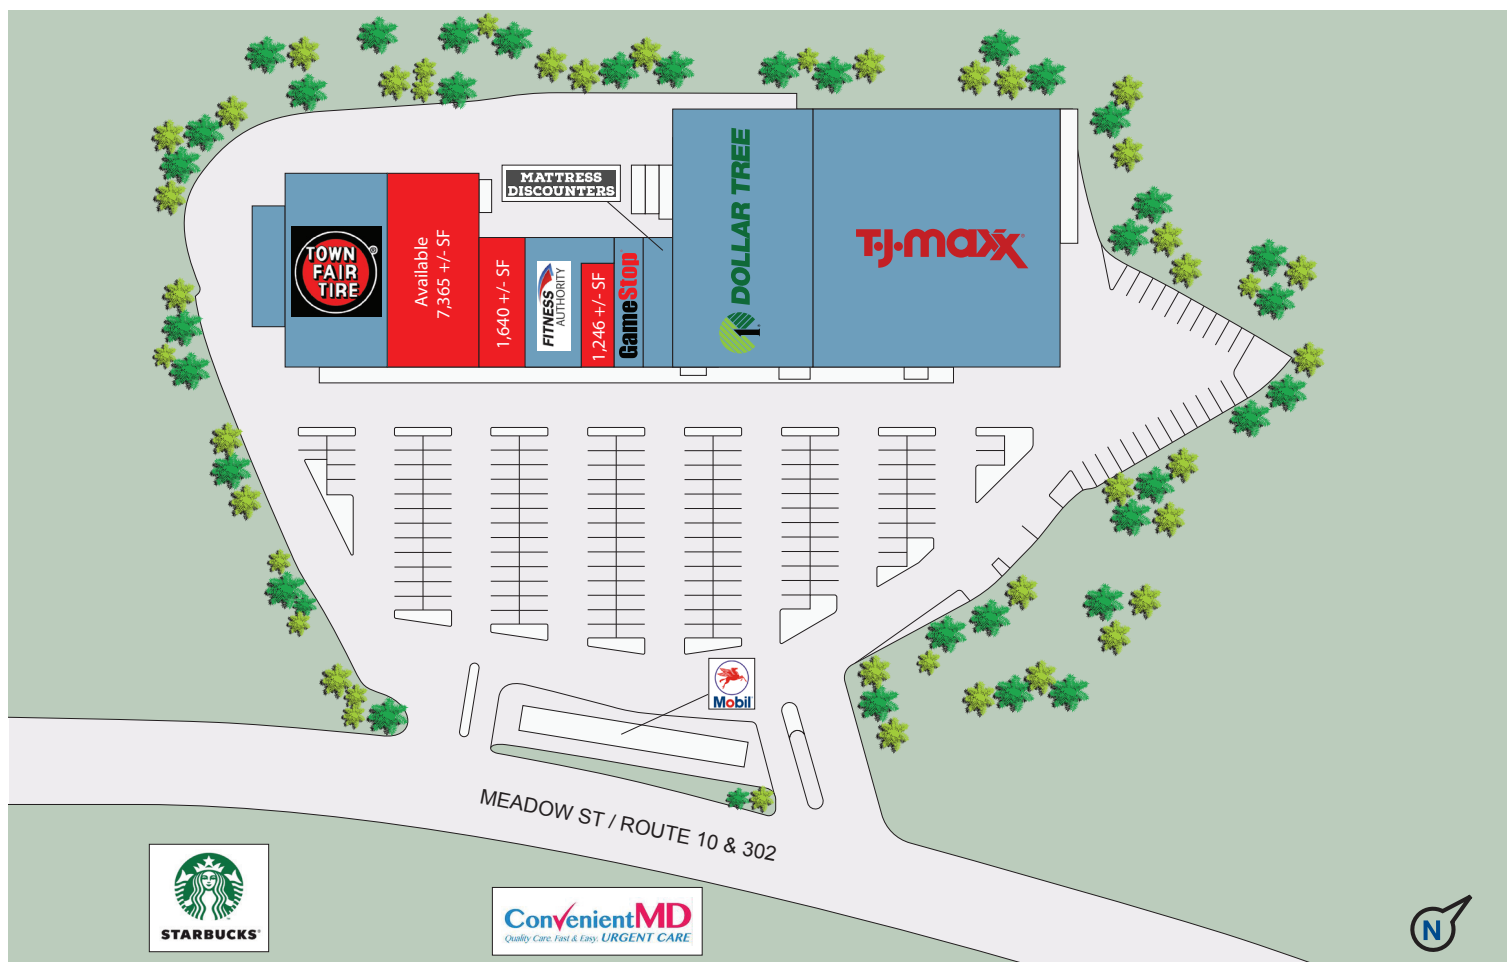 MATTRESS
DISCOUNTERS
TOWN
FAIR
TIRE
®
Available
7,365 +/- SF
1,640 +/- SF
FITNESS
AUTHORITY
1,246 +/- SF
GameStop
DOLLAR TREE
1
T•J•maxx
Mobil
MEADOW ST / ROUTE 10 & 302
STARBUCKS
ConvenientMD
Quality Care. Fast & Easy. URGENT CARE
N